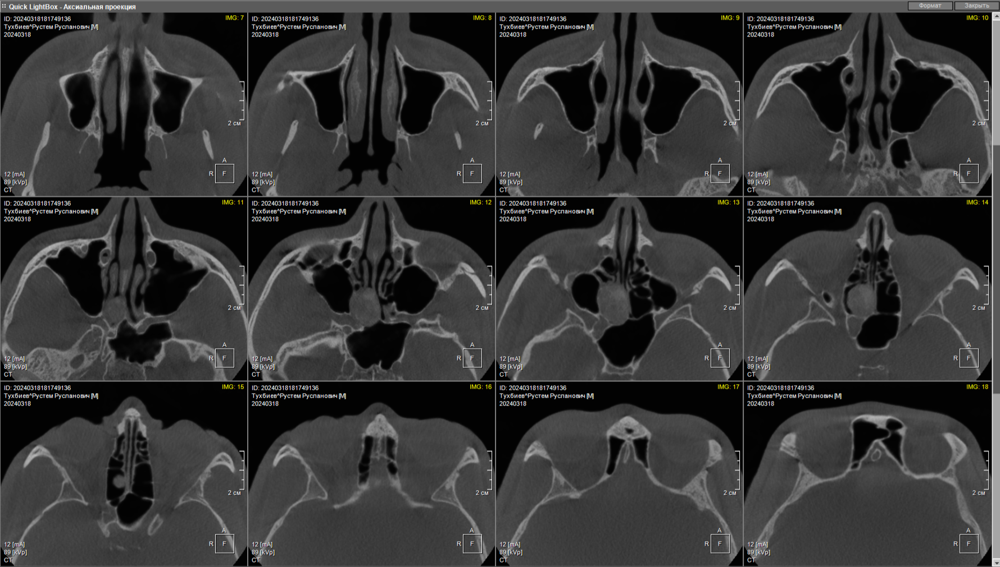 Quick LightBox - Аксиальная проекция
Формат
Закрыть
ID: 20240318181749136
IMG: 7
Тухбиев^Рустем Русланович [M]
20240318
2 см
A
R
F
12 [mA]
89 [kVp]
CT
ID: 20240318181749136
IMG: 8
Тухбиев^Рустем Русланович [M]
20240318
2 см
A
R
F
12 [mA]
89 [kVp]
CT
ID: 20240318181749136
IMG: 9
Тухбиев^Рустем Русланович [M]
20240318
2 см
A
R
F
12 [mA]
89 [kVp]
CT
ID: 20240318181749136
IMG: 10
Тухбиев^Рустем Русланович [M]
20240318
2 см
A
R
F
12 [mA]
89 [kVp]
CT
ID: 20240318181749136
IMG: 11
Тухбиев^Рустем Русланович [M]
20240318
2 см
A
R
F
12 [mA]
89 [kVp]
CT
ID: 20240318181749136
IMG: 12
Тухбиев^Рустем Русланович [M]
20240318
2 см
A
R
F
12 [mA]
89 [kVp]
CT
ID: 20240318181749136
IMG: 13
Тухбиев^Рустем Русланович [M]
20240318
2 см
A
R
F
12 [mA]
89 [kVp]
CT
ID: 20240318181749136
IMG: 14
Тухбиев^Рустем Русланович [M]
20240318
2 см
A
R
F
12 [mA]
89 [kVp]
CT
ID: 20240318181749136
IMG: 15
Тухбиев^Рустем Русланович [M]
20240318
2 см
A
R
F
12 [mA]
89 [kVp]
CT
ID: 20240318181749136
IMG: 16
Тухбиев^Рустем Русланович [M]
20240318
2 см
A
R
F
12 [mA]
89 [kVp]
CT
ID: 20240318181749136
IMG: 17
Тухбиев^Рустем Русланович [M]
20240318
2 см
A
R
F
12 [mA]
89 [kVp]
CT
ID: 20240318181749136
IMG: 18
Тухбиев^Рустем Русланович [M]
20240318
2 см
A
R
F
12 [mA]
89 [kVp]
CT